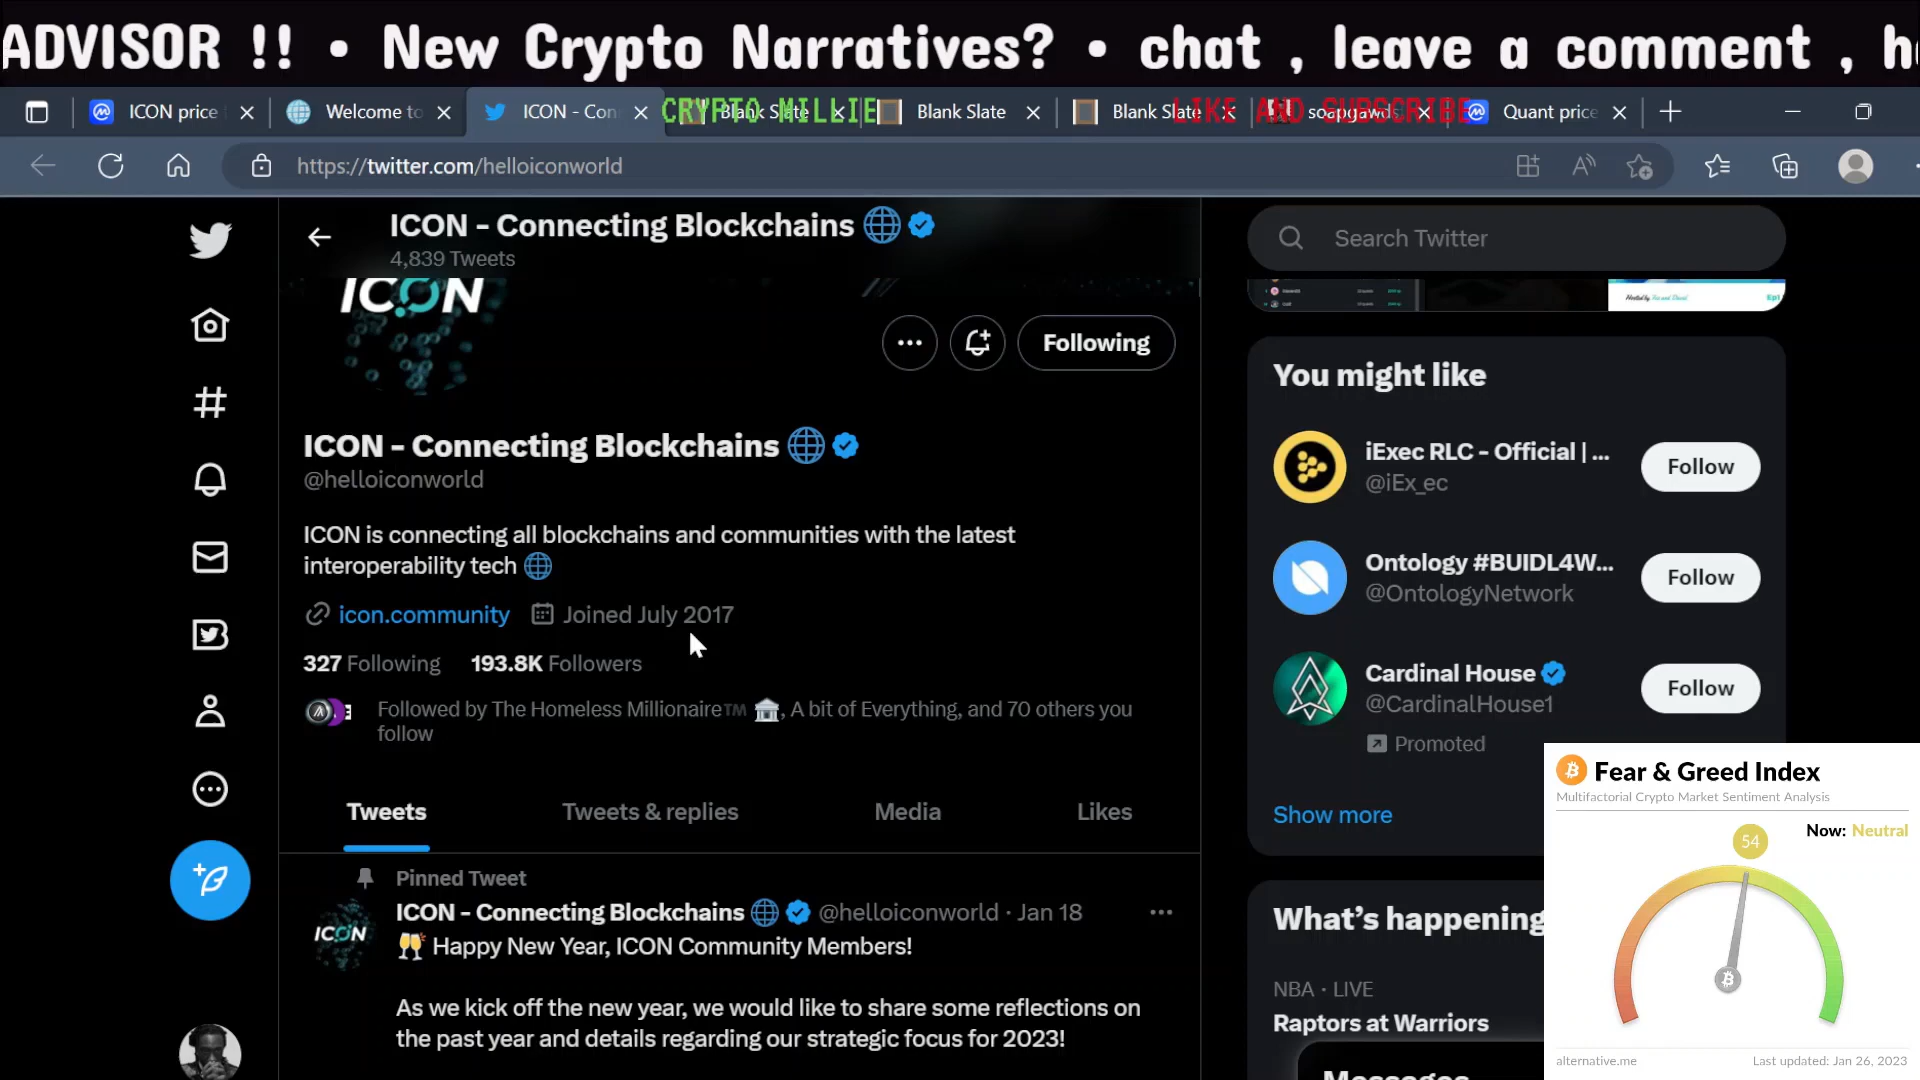 ADVISOR !! • New Crypto Narratives? • chat , leave a comment , h
ICON price
Welcome to
ICON - Con
CRYPTO MILLIE
Blank Slate
Blank Slate
Blank Slate
LIKE AND SUBSCRIBE
soapgawds
Quant price
https://twitter.com/helloiconworld
ICON - Connecting Blockchains
4,839 Tweets
Search Twitter
ICON
Following
ICON - Connecting Blockchains
@helloiconworld
ICON is connecting all blockchains and communities with the latest
interoperability tech
icon.community Joined July 2017
327 Following 193.8K Followers
Followed by The Homeless Millionaire™, A bit of Everything, and 70 others you
follow
Tweets
Tweets & replies
Media
Likes
Pinned Tweet
ICON - Connecting Blockchains @helloiconworld · Jan 18
ICON
Happy New Year, ICON Community Members!
As we kick off the new year, we would like to share some reflections on
the past year and details regarding our strategic focus for 2023!
You might like
iExec RLC - Official | ...
@iEx_ec
Follow
Ontology #BUIDL4W...
@OntologyNetwork
Follow
Cardinal House
@CardinalHouse1
Follow
Promoted
Show more
What's happening
NBA · LIVE
Raptors at Warriors
Messages
Fear & Greed Index
Multifactorial Crypto Market Sentiment Analysis
Now: Neutral
54
alternative.me
Last updated: Jan 26, 2023